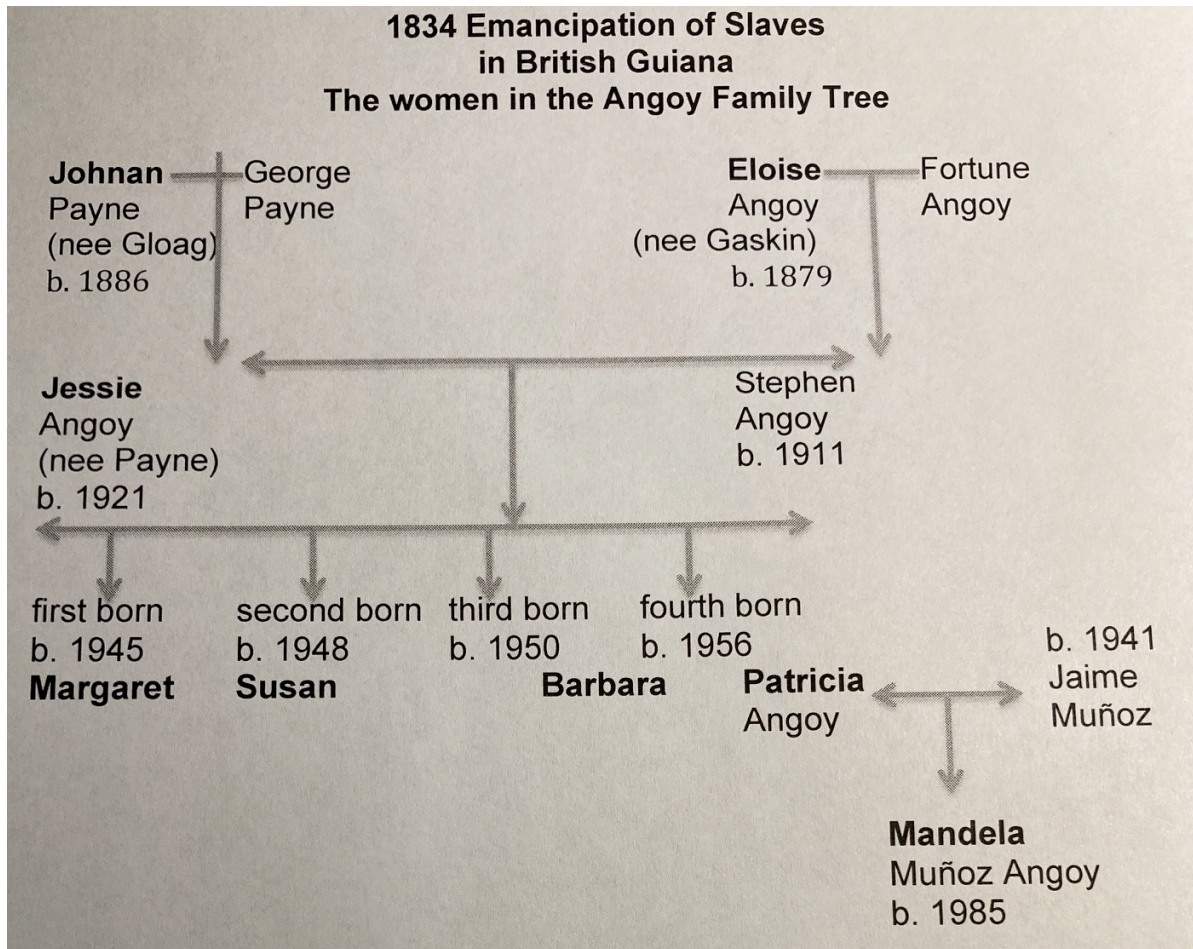 1834 Emancipation of Slaves
in British Guiana
The women in the Angoy Family Tree
Johnan
Payne
(nee Gloag)
b. 1886
George
Payne
Eloise
Angoy
(nee Gaskin)
b. 1879
Fortune
Angoy
Jessie
Angoy
(nee Payne)
b. 1921
Stephen
Angoy
b. 1911
first born
b. 1945
Margaret
second born
b. 1948
Susan
third born
b. 1950
Barbara
fourth born
b. 1956
Patricia
Angoy
b. 1941
Jaime
Muñoz
Mandela
Muñoz Angoy
b. 1985